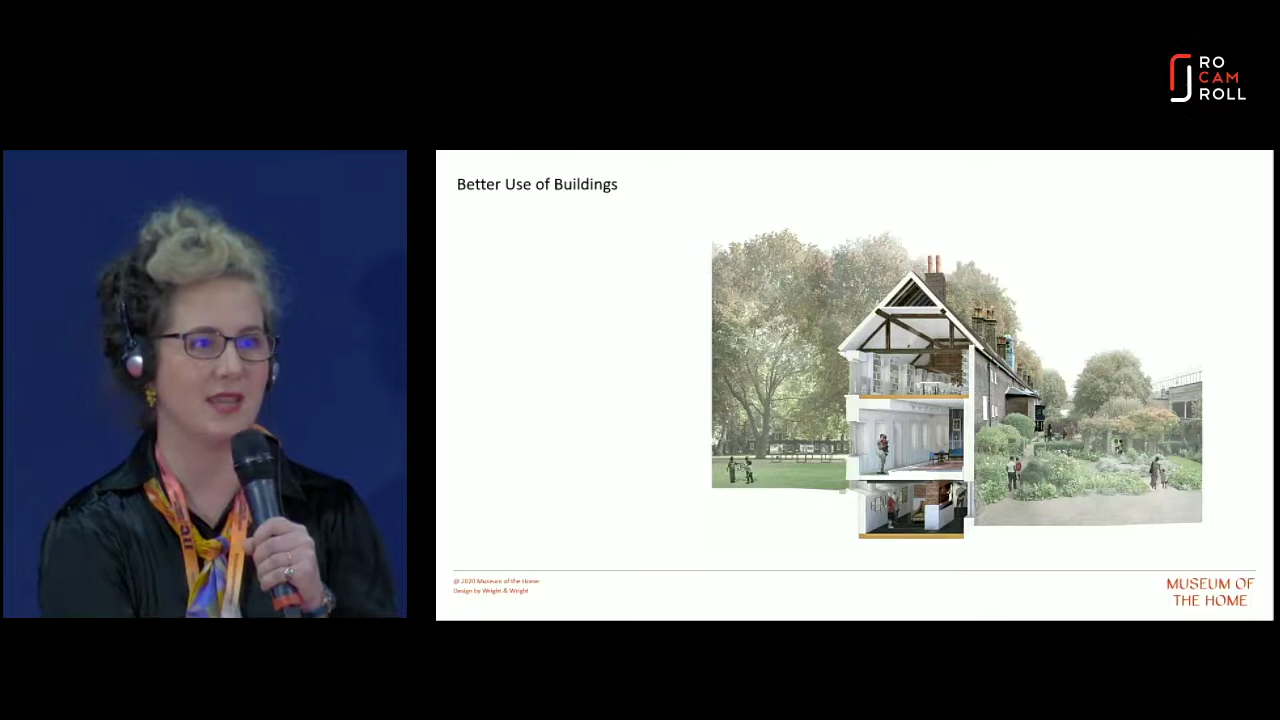 RO
CAM
ROLL
Better Use of Buildings
@ 2020 Museum of the Home
Design by Wright & Wright
MUSEUM OF
THE HOME